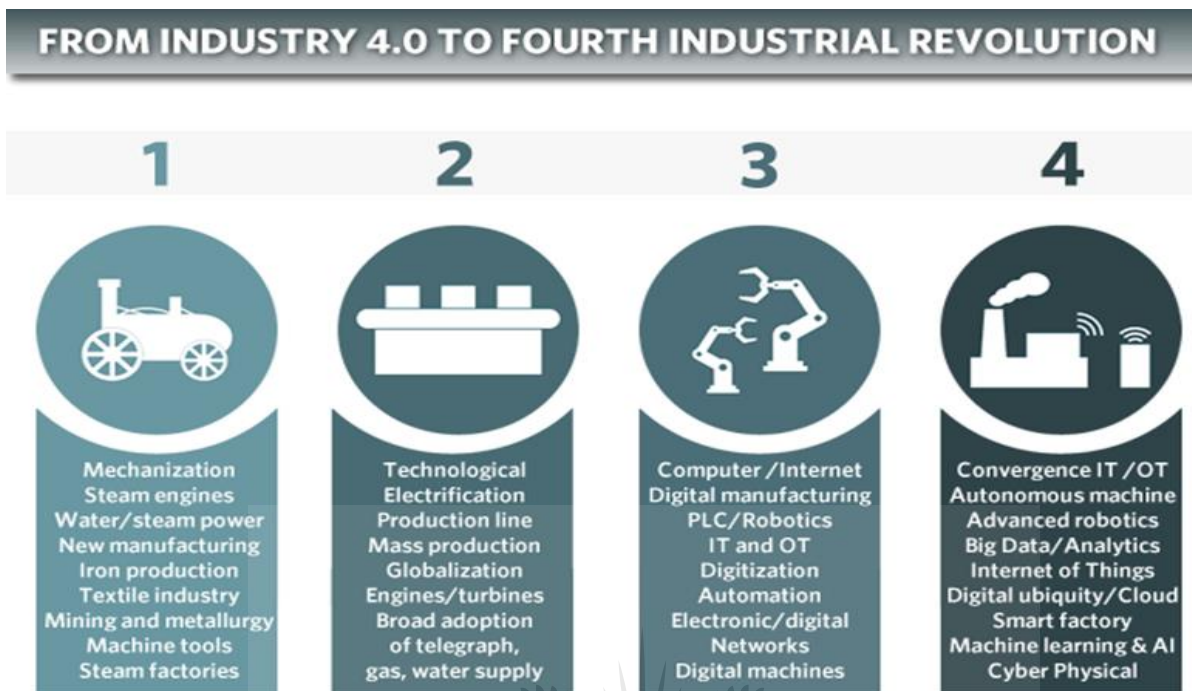 FROM INDUSTRY 4.0 TO FOURTH INDUSTRIAL REVOLUTION
1
2
3
4
Mechanization
Steam engines
Water/steam power
New manufacturing
Iron production
Textile industry
Mining and metallurgy
Machine tools
Steam factories
Technological
Electrification
Production line
Mass production
Globalization
Engines/turbines
Broad adoption
of telegraph,
gas, water supply
Computer /Internet
Digital manufacturing
PLC/Robotics
IT and OT
Digitization
Automation
Electronic/digital
Networks
Digital machines
Convergence IT /OT
Autonomous machine
Advanced robotics
Big Data/Analytics
Internet of Things
Digital ubiquity/Cloud
Smart factory
Machine learning & AI
Cyber Physical